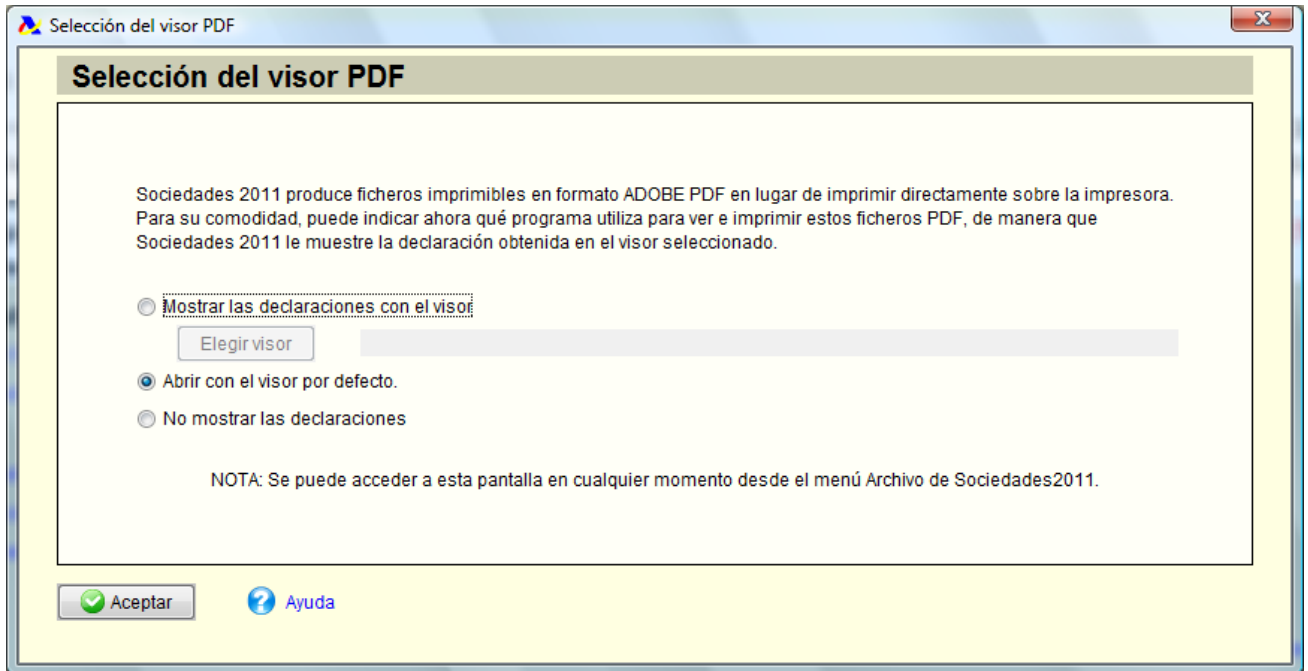 Selección del visor PDF
Selección del visor PDF
Sociedades 2011 produce ficheros imprimibles en formato ADOBE PDF en lugar de imprimir directamente sobre la impresora.
Para su comodidad, puede indicar ahora qué programa utiliza para ver e imprimir estos ficheros PDF, de manera que
Sociedades 2011 le muestre la declaración obtenida en el visor seleccionado.
Mostrar las declaraciones con el visor
Elegir visor
Abrir con el visor por defecto.
No mostrar las declaraciones
NOTA: Se puede acceder a esta pantalla en cualquier momento desde el menú Archivo de Sociedades2011.
Aceptar
Ayuda